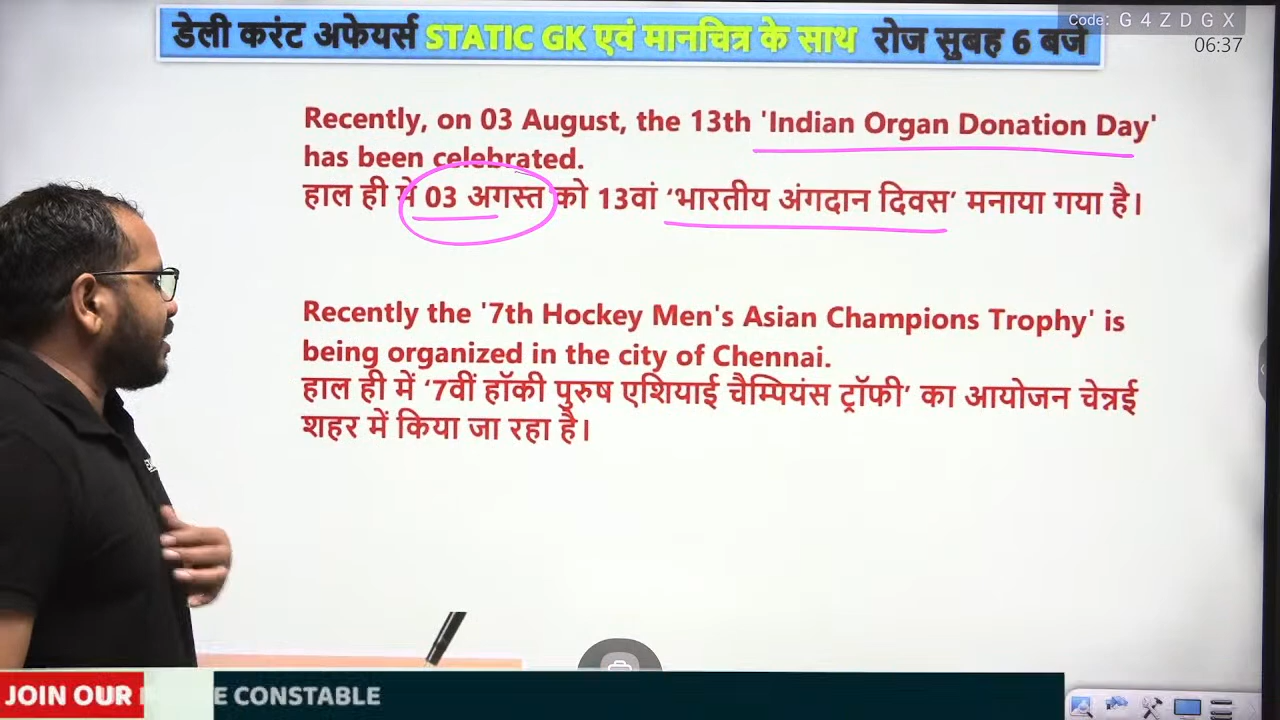 डेली करंट अफेयर्स STATIC GK एवं मानचित्र के साथ रोज सुबह 6 बजे
Code: G 4 Z D G X
06:37
Recently, on 03 August, the 13th 'Indian Organ Donation Day'
has been celebrated.
हाल ही मे 03 अगस्त को 13वां ‘भारतीय अंगदान दिवस’ मनाया गया है।
Recently the '7th Hockey Men's Asian Champions Trophy' is
being organized in the city of Chennai.
हाल ही में ‘7वीं हॉकी पुरुष एशियाई चैम्पियंस ट्रॉफी’ का आयोजन चेन्नई
शहर में किया जा रहा है।
JOIN OUR E CONSTABLE